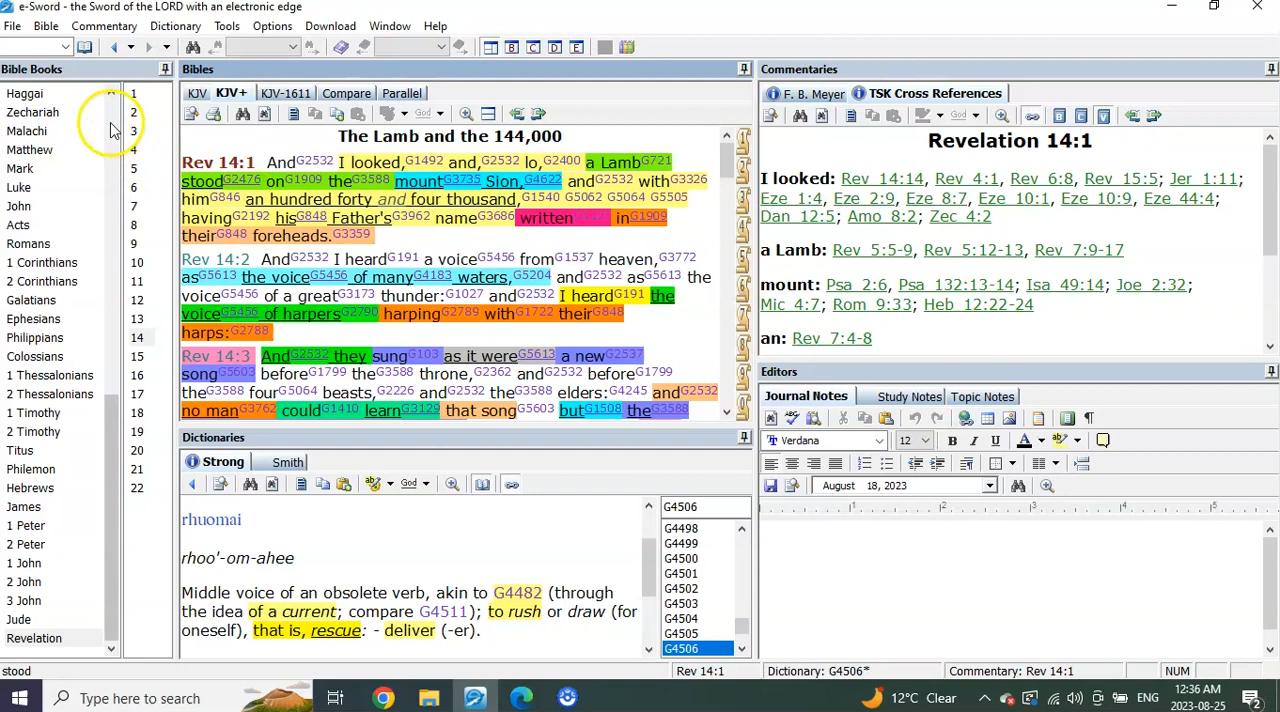 e-Sword - the Sword of the LORD with an electronic edge
File Bible Commentary Dictionary Tools Options Download Window Help
B C D E
Bible Books
Haggai
Zechariah
Malachi
Matthew
Mark
Luke
John
Acts
Romans
1 Corinthians
2 Corinthians
Galatians
Ephesians
Philippians
Colossians
1 Thessalonians
2 Thessalonians
1 Timothy
2 Timothy
Titus
Philemon
Hebrews
James
1 Peter
2 Peter
1 John
2 John
3 John
Jude
Revelation
1
2
3
4
5
6
7
8
9
10
11
12
13
14
15
16
17
18
19
20
21
22
Bibles
KJV KJV+ KJV-1611 Compare Parallel
God
The Lamb and the 144,000
Rev 14:1 And G2532 I looked, G1492 and, G2532 lo, G2400 a Lamb G721
stood G2476 on G1909 the G3588 mount G3735 Sion, G4622 and G2532 with G3326
him G846 an hundred forty and four thousand, G1540 G5062 G5064 G5505
having G2192 his G848 Father's G3962 name G3686 written in G1909
their G848 foreheads. G3359
Rev 14:2 And G2532 I heard G191 a voice G5456 from G1537 heaven, G3772
as G5613 the voice G5456 of many G4183 waters, G5204 and G2532 as G5613 the
voice G5456 of a great G3173 thunder: G1027 and G2532 I heard G191 the
voice G5456 of harpers G2790 harping G2789 with G1722 their G848
harps: G2788
Rev 14:3 And G2532 they sung G103 as it were G5613 a new G2537
song G5603 before G1799 the G3588 throne, G2362 and G2532 before G1799
the G3588 four G5064 beasts, G2226 and G2532 the G3588 elders: G4245 and G2532
no man G3762 could G1410 learn G3129 that song G5603 but G1508 the G3588
Dictionaries
Strong Smith
God
rhuomai
rhoo'-om-ahee
Middle voice of an obsolete verb, akin to G4482 (through
the idea of a current; compare G4511); to rush or draw (for
oneself), that is, rescue: - deliver (-er).
G4506
G4498
G4499
G4500
G4501
G4502
G4503
G4504
G4505
G4506
Commentaries
F. B. Meyer TSK Cross References
God B C V
Revelation 14:1
I looked: Rev 14:14, Rev 4:1, Rev 6:8, Rev 15:5; Jer 1:11;
Eze 1:4, Eze 2:9, Eze 8:7, Eze 10:1, Eze 10:9, Eze 44:4;
Dan 12:5; Amo 8:2; Zec 4:2
a Lamb: Rev 5:5-9, Rev 5:12-13, Rev 7:9-17
mount: Psa 2:6, Psa 132:13-14; Isa 49:14; Joe 2:32;
Mic 4:7; Rom 9:33; Heb 12:22-24
an: Rev 7:4-8
Editors
Journal Notes Study Notes Topic Notes
Verdana 12 B I U A
August 18, 2023
1 2 3 4 5
stood Rev 14:1 Dictionary: G4506* Commentary: Rev 14:1 NUM
Type here to search 12°C Clear ENG 12:36 AM
2023-08-25 2